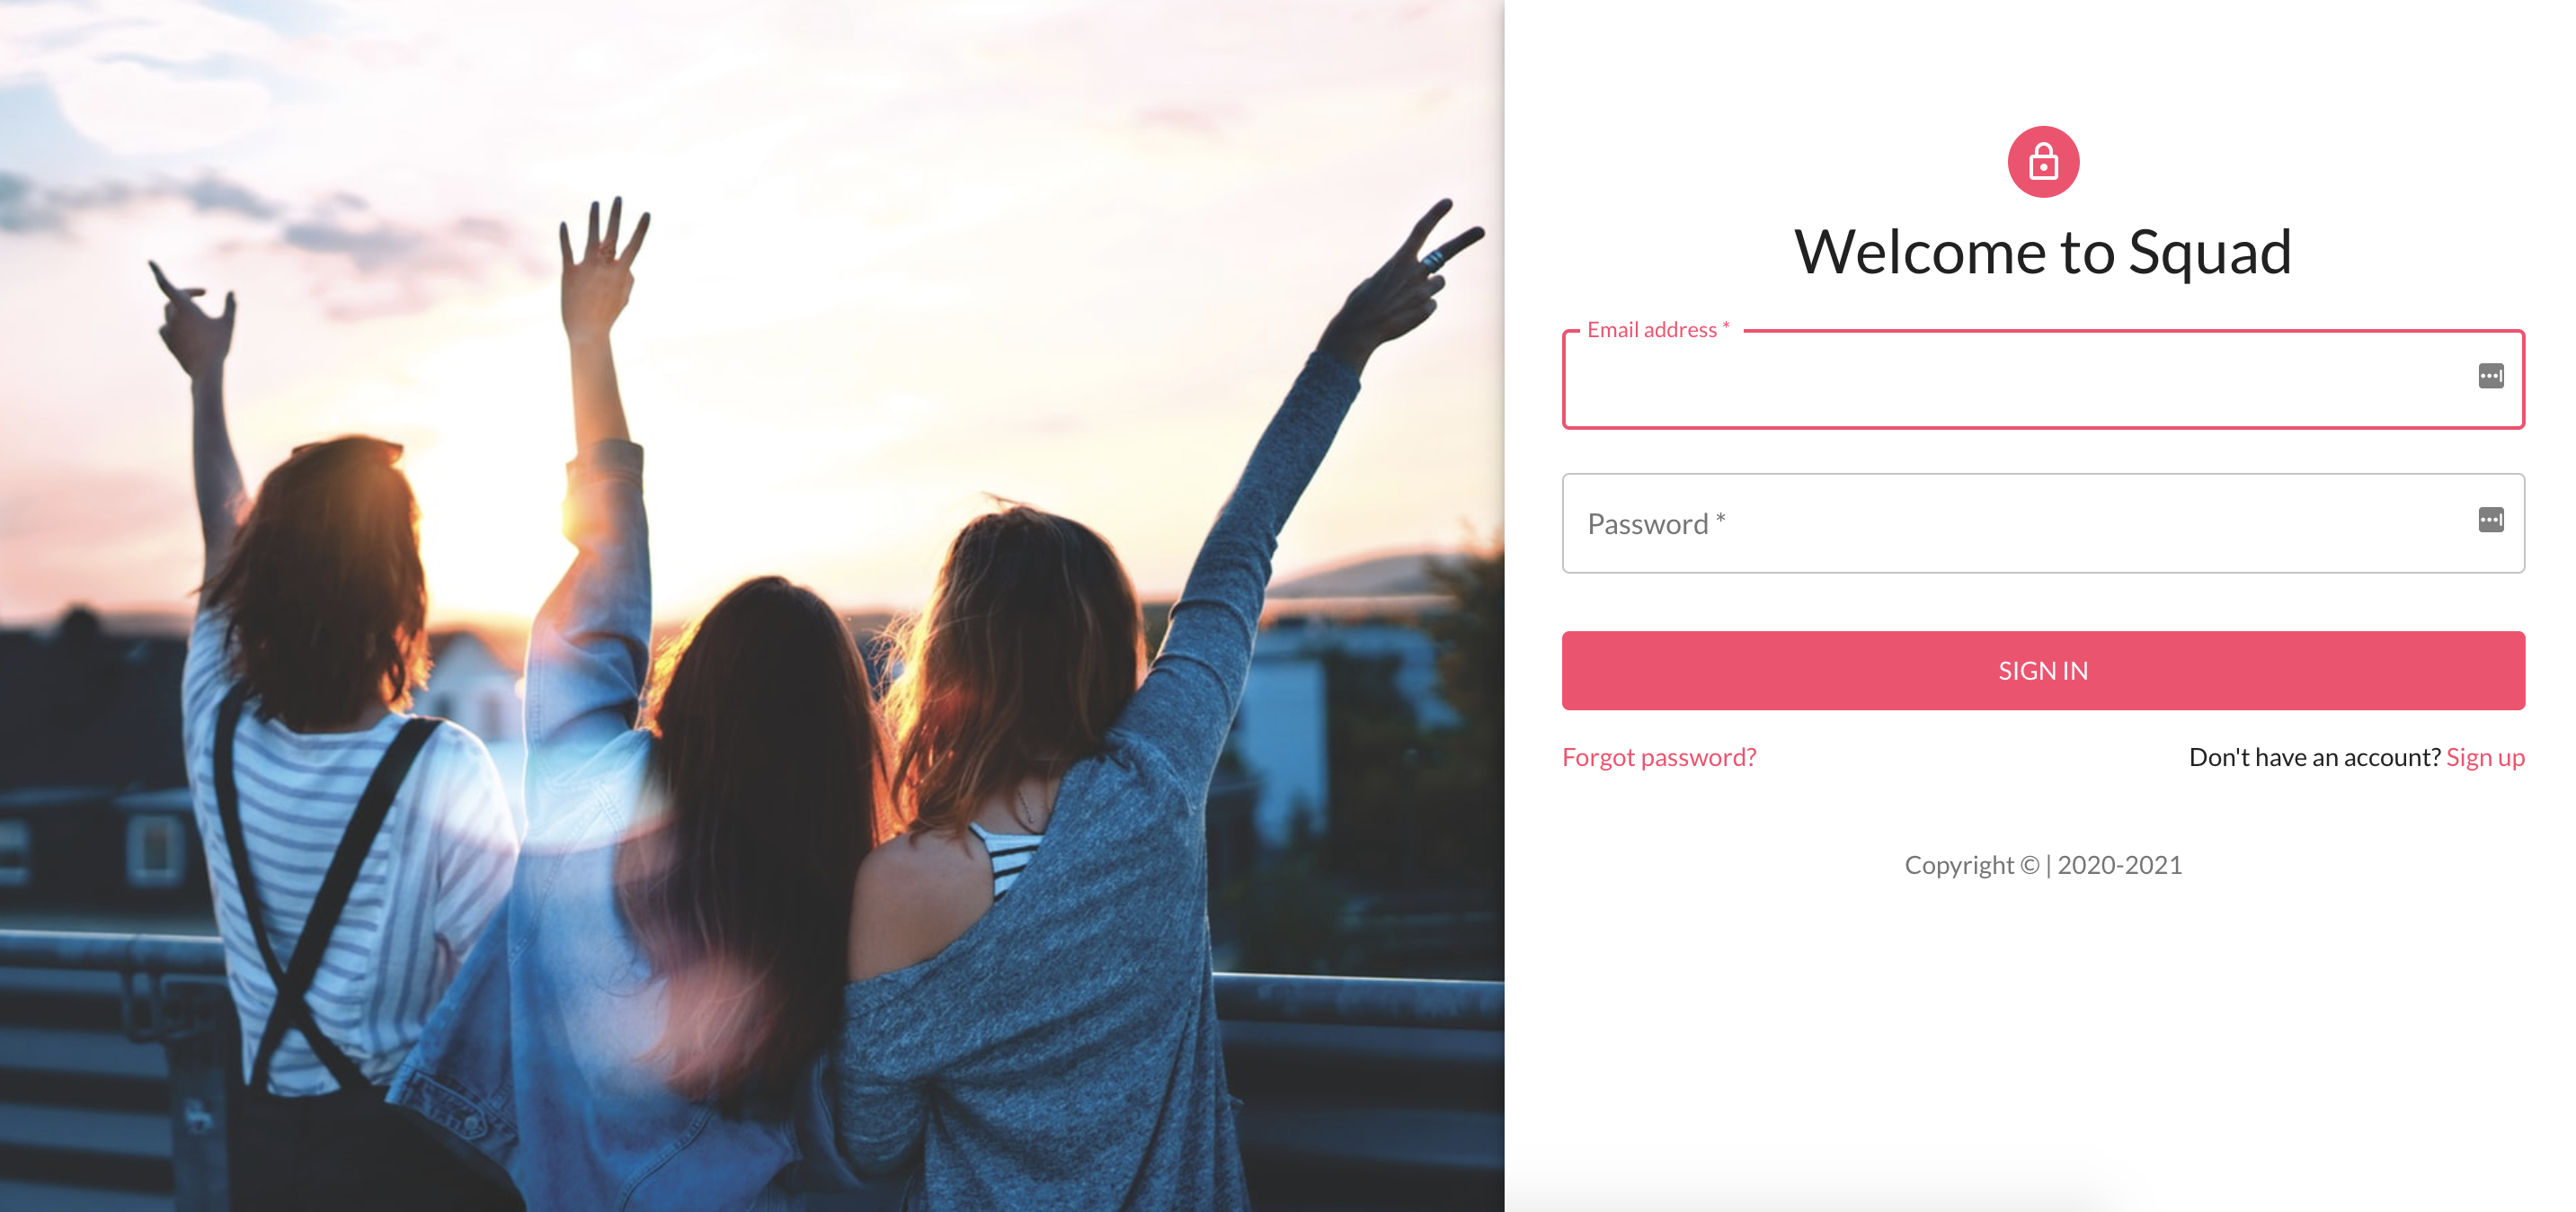 Welcome to Squad
Email address *
Password *
SIGN IN
Forgot password?
Don't have an account? Sign up
Copyright © | 2020-2021